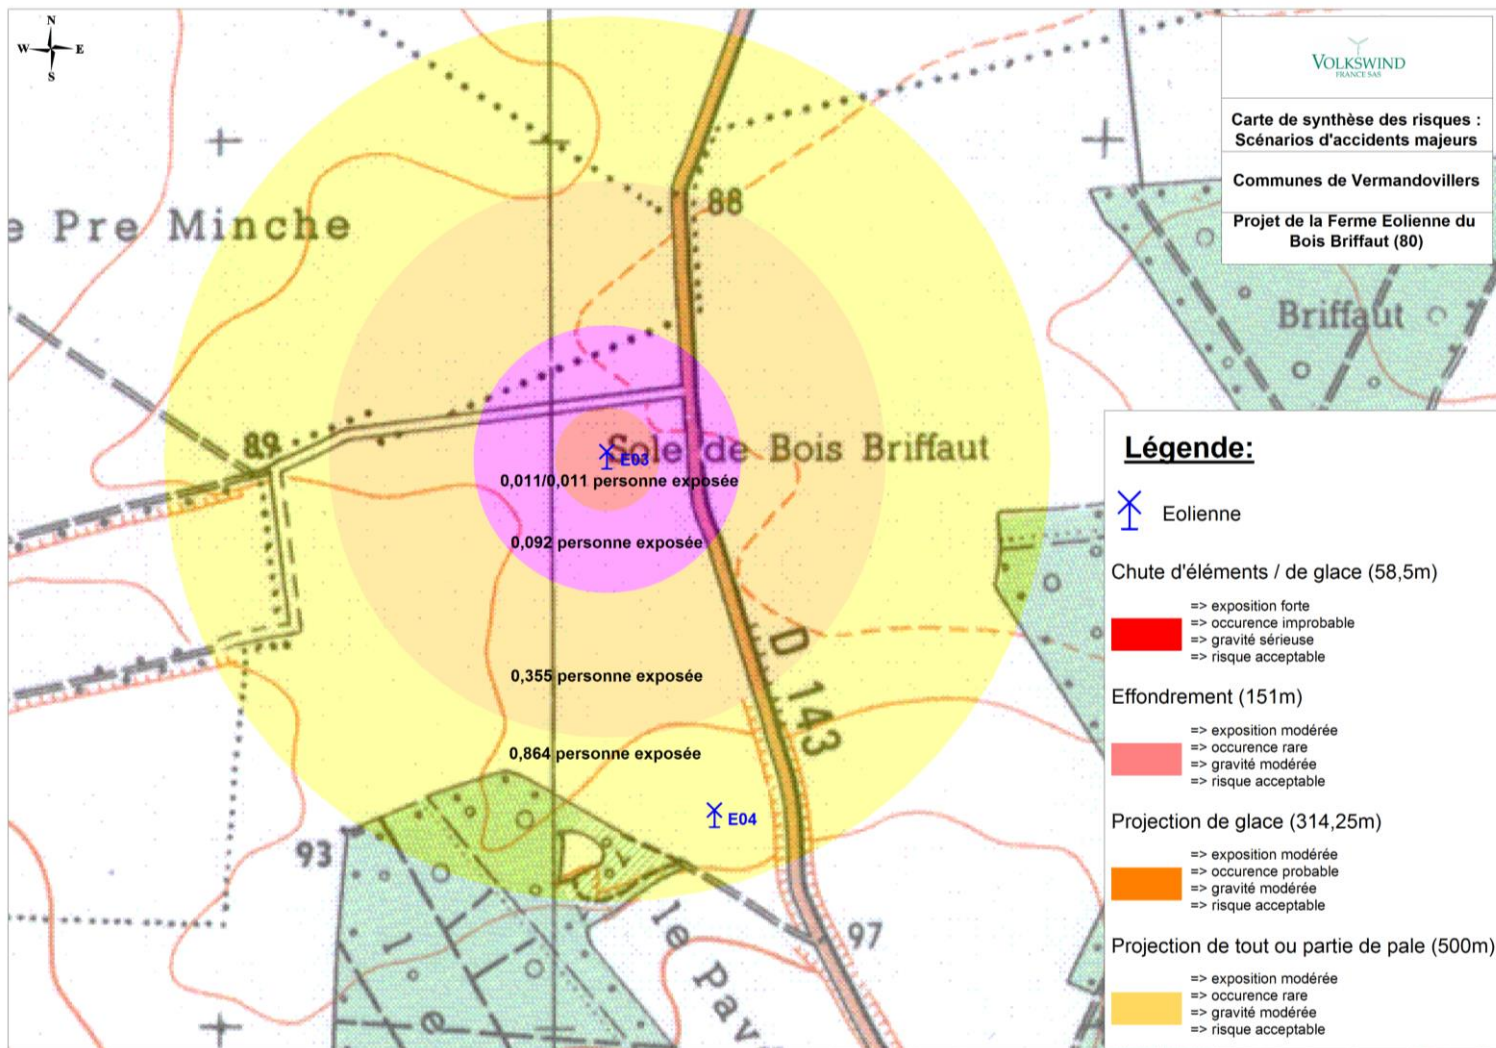 N
W E
S
VOLKSWIND
FRANCE SAS
Carte de synthèse des risques :
Scénarios d'accidents majeurs
Communes de Vermandovillers
Projet de la Ferme Eolienne du
Bois Briffaut (80)
88
e Pre Minche
Briffaut
89
Sole de Bois Briffaut
E03
0,011/0,011 personne exposée
0,092 personne exposée
0,355 personne exposée
0,864 personne exposée
D 143
E04
93
97
le Pavé
Légende:
Eolienne
Chute d'éléments / de glace (58,5m)
=> exposition forte
=> occurence improbable
=> gravité sérieuse
=> risque acceptable
Effondrement (151m)
=> exposition modérée
=> occurence rare
=> gravité modérée
=> risque acceptable
Projection de glace (314,25m)
=> exposition modérée
=> occurence probable
=> gravité modérée
=> risque acceptable
Projection de tout ou partie de pale (500m)
=> exposition modérée
=> occurence rare
=> gravité modérée
=> risque acceptable